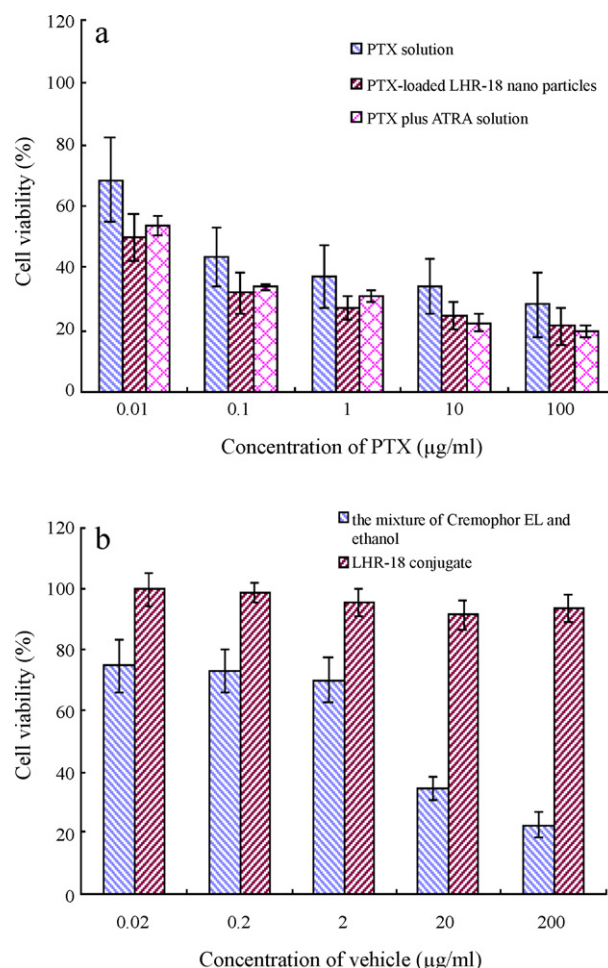 a
120
100
80
60
40
20
0
Cell viability (%)
PTX solution
PTX-loaded LHR-18 nano particles
PTX plus ATRA solution
0.01 0.1 1 10 100
Concentration of PTX (μg/ml)
b
120
100
80
60
40
20
0
Cell viability (%)
the mixture of Cremophor EL and
ethanol
LHR-18 conjugate
0.02 0.2 2 20 200
Concentration of vehicle (μg/ml)